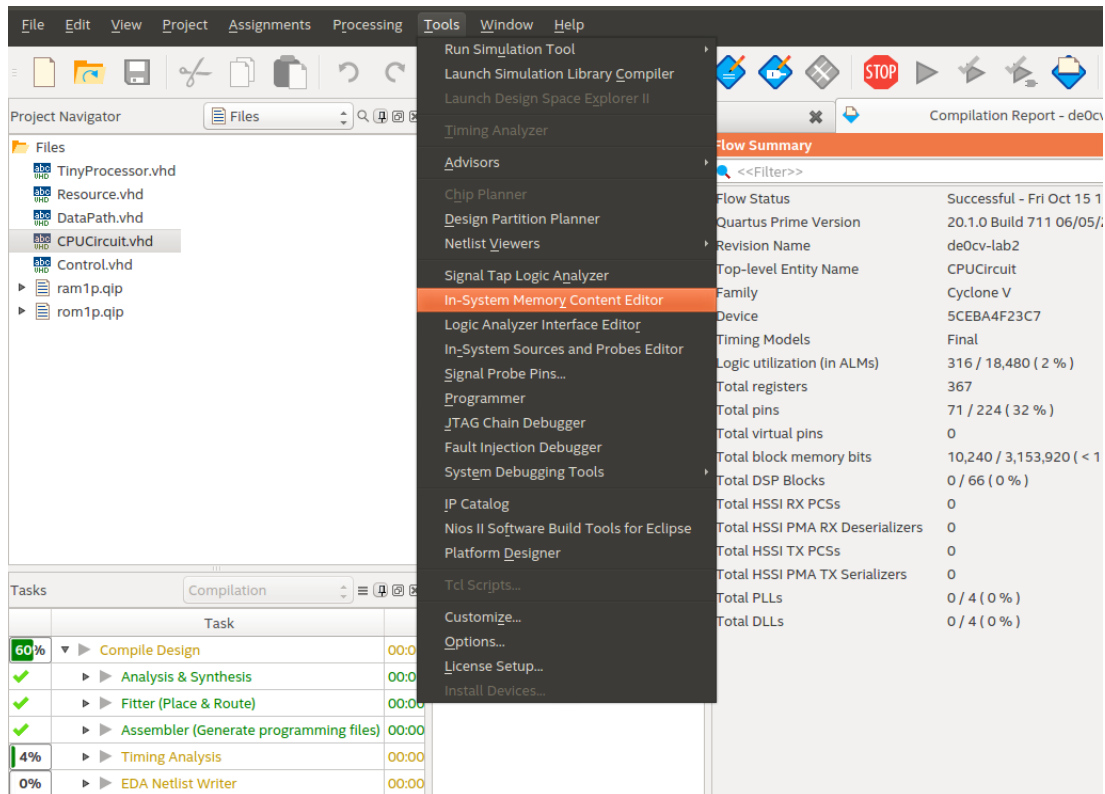 File Edit View Project Assignments Processing Tools Window Help
STOP
Project Navigator
Files
Files
TinyProcessor.vhd
Resource.vhd
DataPath.vhd
CPUCircuit.vhd
Control.vhd
ram1p.qip
rom1p.qip
Run Simulation Tool
Launch Simulation Library Compiler
Launch Design Space Explorer II
Timing Analyzer
Advisors
Chip Planner
Design Partition Planner
Netlist Viewers
Signal Tap Logic Analyzer
In-System Memory Content Editor
Logic Analyzer Interface Editor
In-System Sources and Probes Editor
Signal Probe Pins...
Programmer
JTAG Chain Debugger
Fault Injection Debugger
System Debugging Tools
IP Catalog
Nios II Software Build Tools for Eclipse
Platform Designer
Tcl Scripts...
Customize...
Options...
License Setup...
Install Devices...
Compilation Report - de0cv
Flow Summary
<<Filter>>
Flow Status Successful - Fri Oct 15 1
Quartus Prime Version 20.1.0 Build 711 06/05/
Revision Name de0cv-lab2
Top-level Entity Name CPUCircuit
Family Cyclone V
Device 5CEBA4F23C7
Timing Models Final
Logic utilization (in ALMs) 316 / 18,480 ( 2 % )
Total registers 367
Total pins 71 / 224 ( 32 % )
Total virtual pins 0
Total block memory bits 10,240 / 3,153,920 ( < 1
Total DSP Blocks 0 / 66 ( 0 % )
Total HSSI RX PCSs 0
Total HSSI PMA RX Deserializers 0
Total HSSI TX PCSs 0
Total HSSI PMA TX Serializers 0
Total PLLs 0 / 4 ( 0 % )
Total DLLs 0 / 4 ( 0 % )
Tasks
Compilation
Task
60% Compile Design 00:0
Analysis & Synthesis 00:0
Fitter (Place & Route) 00:00
Assembler (Generate programming files) 00:00
4% Timing Analysis 00:00
0% EDA Netlist Writer 00:00